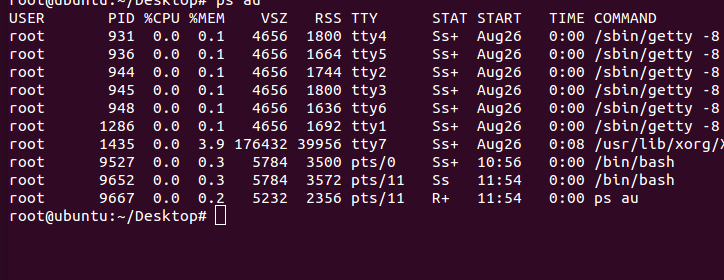 root@ubuntu:~/Desktop# ps au
USER PID %CPU %MEM VSZ RSS TTY STAT START TIME COMMAND
root 931 0.0 0.1 4656 1800 tty4 Ss+ Aug26 0:00 /sbin/getty -8
root 936 0.0 0.1 4656 1664 tty5 Ss+ Aug26 0:00 /sbin/getty -8
root 944 0.0 0.1 4656 1744 tty2 Ss+ Aug26 0:00 /sbin/getty -8
root 945 0.0 0.1 4656 1800 tty3 Ss+ Aug26 0:00 /sbin/getty -8
root 948 0.0 0.1 4656 1636 tty6 Ss+ Aug26 0:00 /sbin/getty -8
root 1286 0.0 0.1 4656 1692 tty1 Ss+ Aug26 0:00 /sbin/getty -8
root 1435 0.0 3.9 176432 39956 tty7 Ss+ Aug26 0:08 /usr/lib/xorg/X
root 9527 0.0 0.3 5784 3500 pts/0 Ss+ 10:56 0:00 /bin/bash
root 9652 0.0 0.3 5784 3572 pts/11 Ss 11:54 0:00 /bin/bash
root 9667 0.0 0.2 5232 2356 pts/11 R+ 11:54 0:00 ps au
root@ubuntu:~/Desktop#